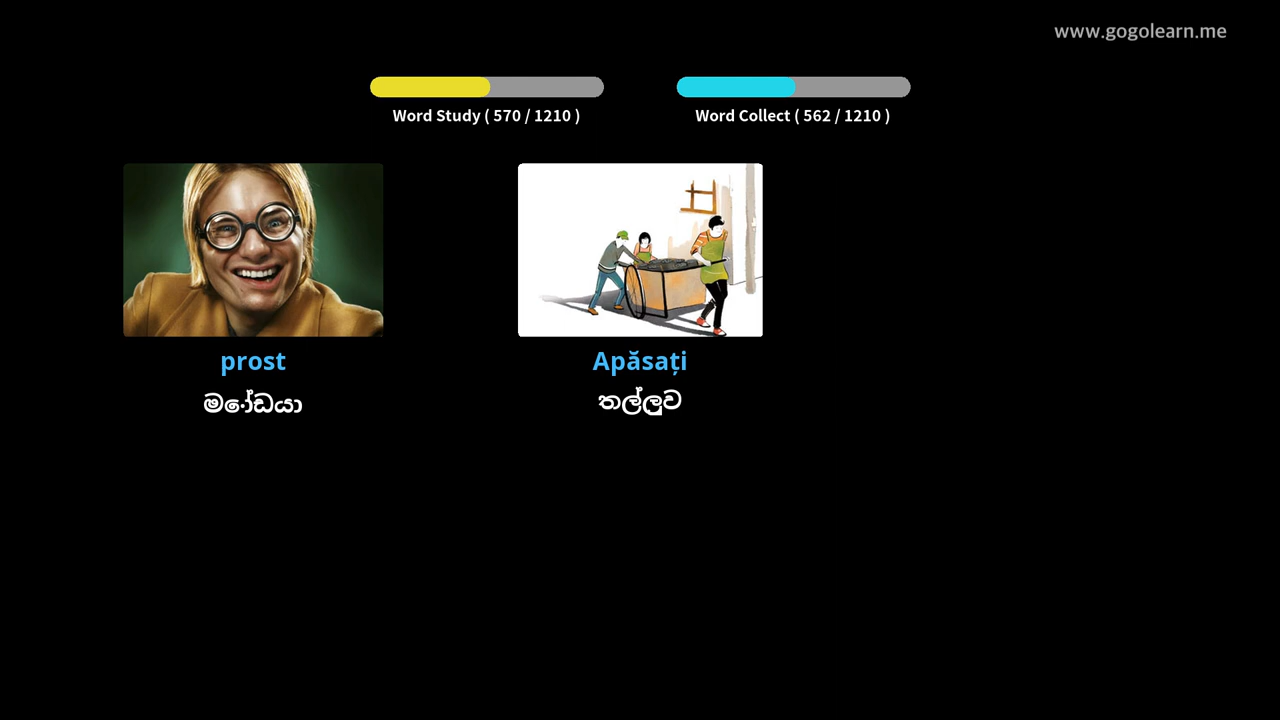 www.gogolearn.me
Word Study ( 570 / 1210 )
Word Collect ( 562 / 1210 )
prost
මෝඩයා
Apăsați
තල්ලුව